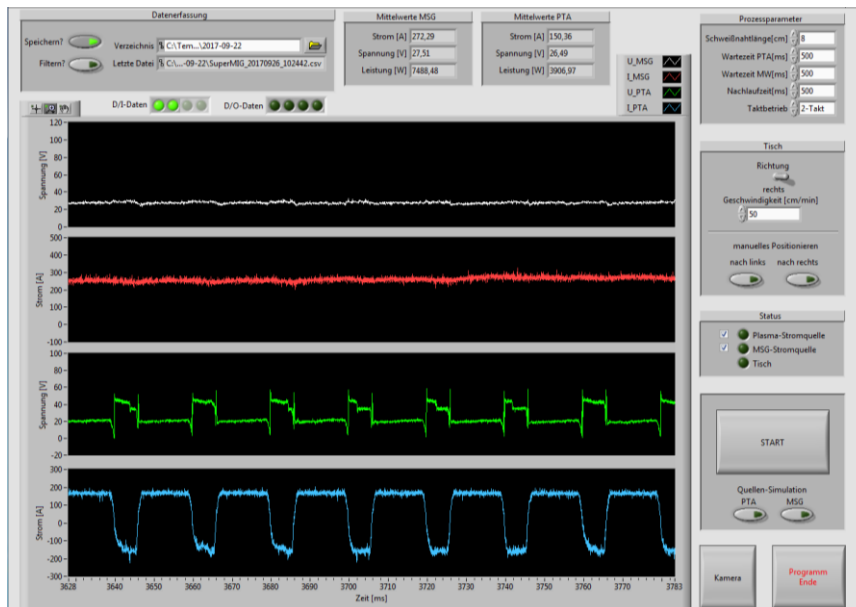 Datenerfassung
Speichern?
Verzeichnis C:\Tem...\2017-09-22
Filtern?
Letzte Datei C:\...-09-22\SuperMIG_20170926_102442.csv
D/I-Daten
D/O-Daten
Mittelwerte MSG
Strom [A] 272,29
Spannung [V] 27,51
Leistung [W] 7488,48
Mittelwerte PTA
Strom [A] 150,36
Spannung [V] 26,49
Leistung [W] 3906,97
U_MSG
I_MSG
U_PTA
I_PTA
Spannung [V]
120
100
80
60
40
20
0
Strom [A]
500
400
300
200
100
0
-100
Spannung [V]
100
80
60
40
20
0
-20
Strom [A]
300
200
100
0
-100
-200
-300
3628 3640 3650 3660 3670 3680 3690 3700 3710 3720 3730 3740 3750 3760 3770 3783
Zeit [ms]
Prozessparameter
Schweißnahtlänge[cm] 8
Wartezeit PTA[ms] 500
Wartezeit MW[ms] 500
Nachlaufzeit[ms] 500
Taktbetrieb 2-Takt
Tisch
Richtung
rechts
Geschwindigkeit [cm/min]
50
manuelles Positionieren
nach links nach rechts
Status
Plasma-Stromquelle
MSG-Stromquelle
Tisch
START
Quellen-Simulation
PTA MSG
Kamera
Programm
Ende